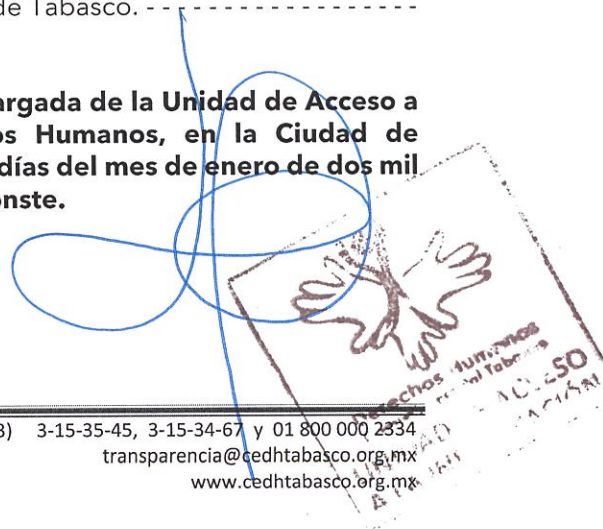 de Tabasco. - - - - - - - - - - - - - - - - - - - - - - -
argada de la Unidad de Acceso a
os Humanos, en la Ciudad de
días del mes de enero de dos mil
onste.
3) 3-15-35-45, 3-15-34-67 y 01 800 000 2334
transparencia@cedhtabasco.org.mx
www.cedhtabasco.org.mx
Derechos Humanos